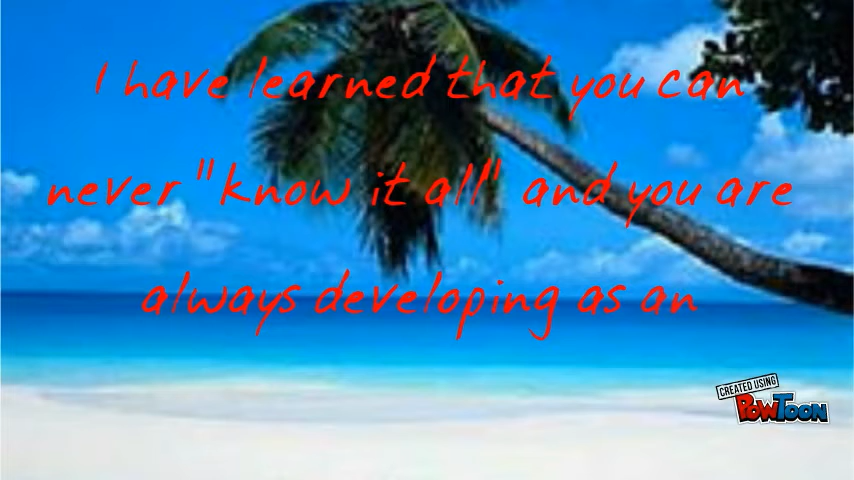 I have learned that you can
never "know it all" and you are
always developing as an
CREATED USING
POWTOON